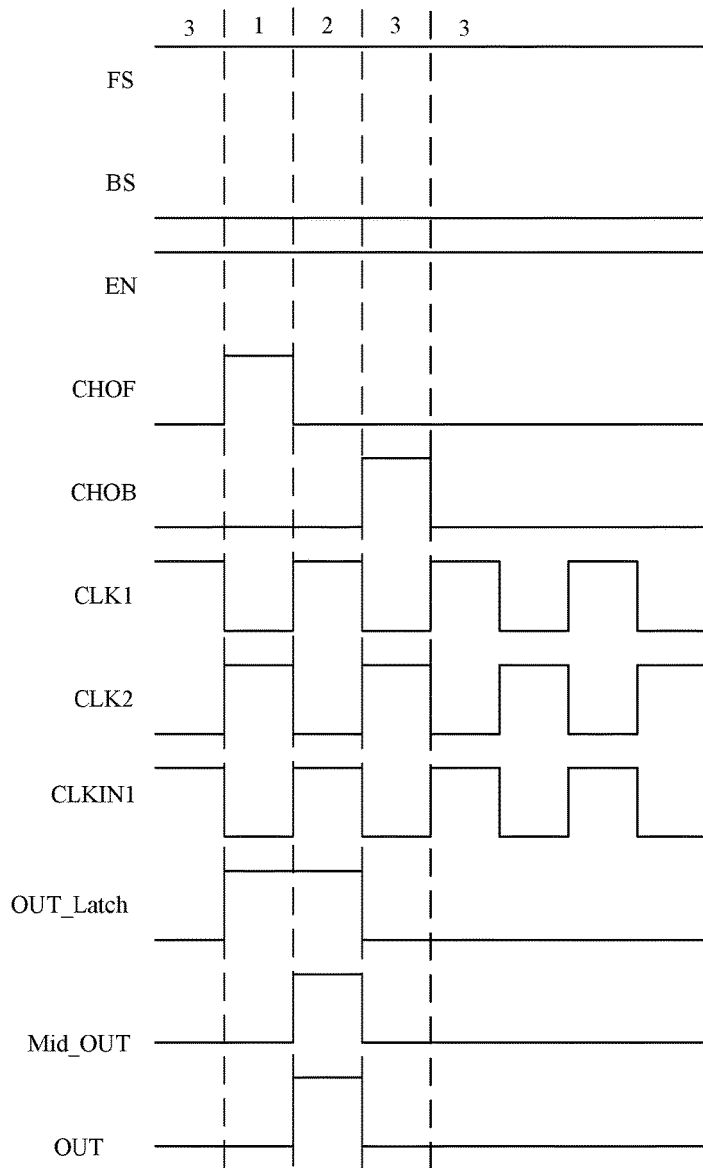 3 1 2 3 3
FS
BS
EN
CHOF
CHOB
CLK1
CLK2
CLKIN1
OUT_Latch
Mid_OUT
OUT